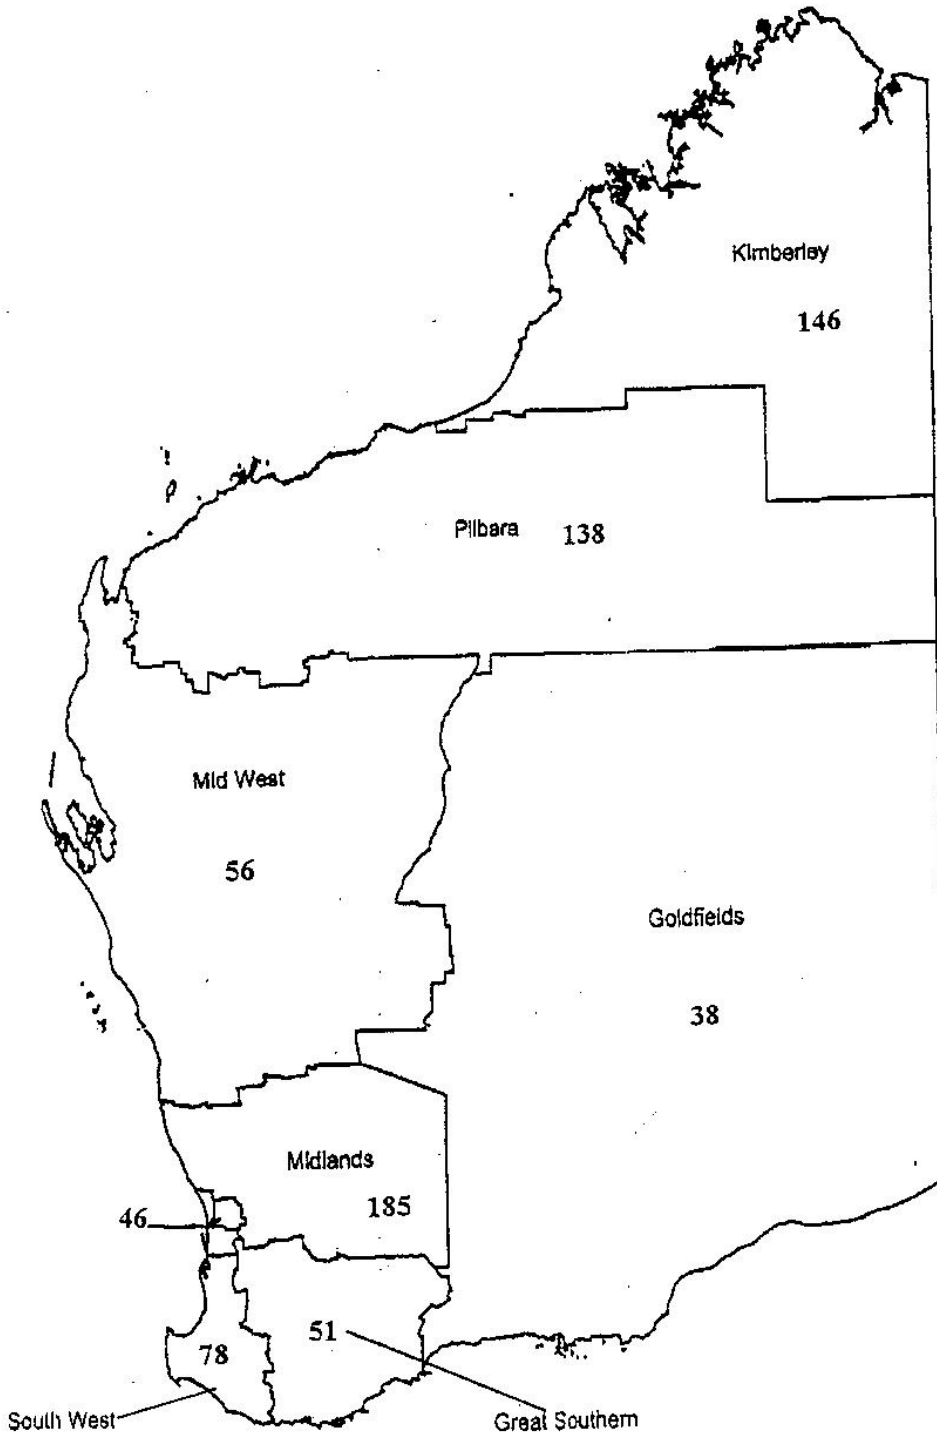 Kimberley
146
Pilbara 138
Mid West
56
Goldfields
38
Midlands
185
46
51
78
South West
Great Southern